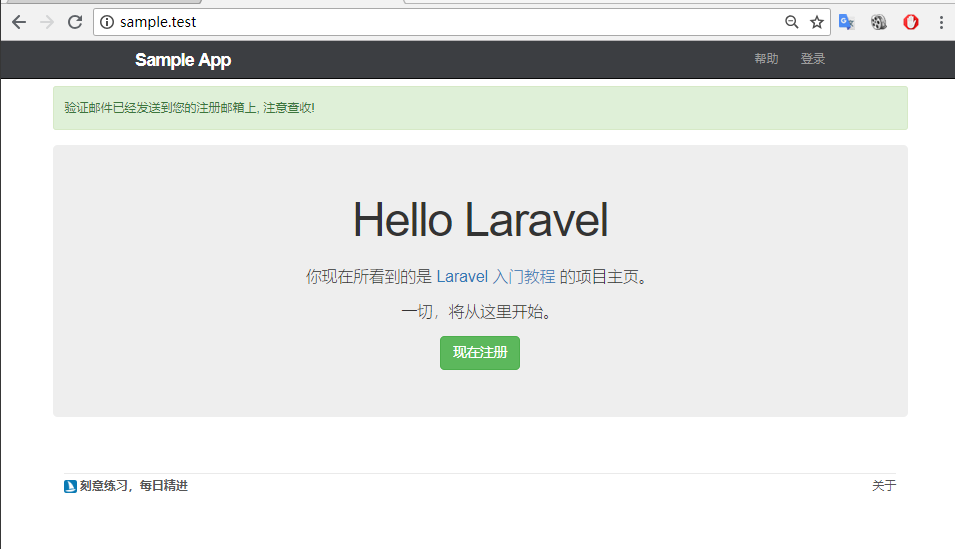 sample.test
Sample App
帮助
登录
验证邮件已经发送到您的注册邮箱上, 注意查收!
Hello Laravel
你现在所看到的是 Laravel 入门教程 的项目主页。
一切，将从这里开始。
现在注册
刻意练习，每日精进
关于